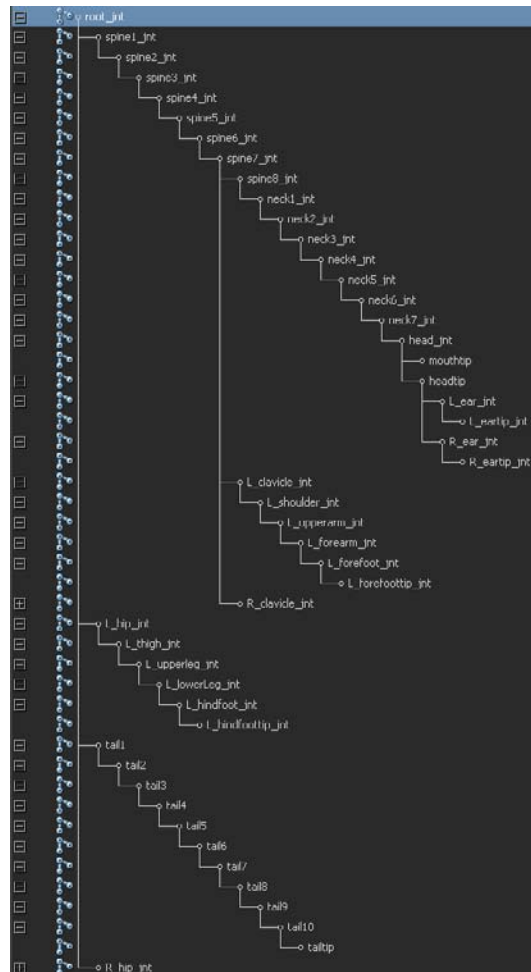 root_jnt
spine1_jnt
spine2_jnt
spine3_jnt
spine4_jnt
spine5_jnt
spine6_jnt
spine7_jnt
spine8_jnt
neck1_jnt
neck2_jnt
neck3_jnt
neck4_jnt
neck5_jnt
neck6_jnt
neck7_jnt
head_jnt
mouthtip
headtip
L_ear_jnt
L_eartip_jnt
R_ear_jnt
R_eartip_jnt
L_clavicle_jnt
L_shoulder_jnt
L_upperarm_jnt
L_forearm_jnt
L_forefoot_jnt
L_forefoottip_jnt
R_clavicle_jnt
L_hip_jnt
L_thigh_jnt
L_upperleg_jnt
L_lowerLeg_jnt
L_hindfoot_jnt
L_hindfoottip_jnt
tail1
tail2
tail3
tail4
tail5
tail6
tail7
tail8
tail9
tail10
tailtip
R_hip_jnt